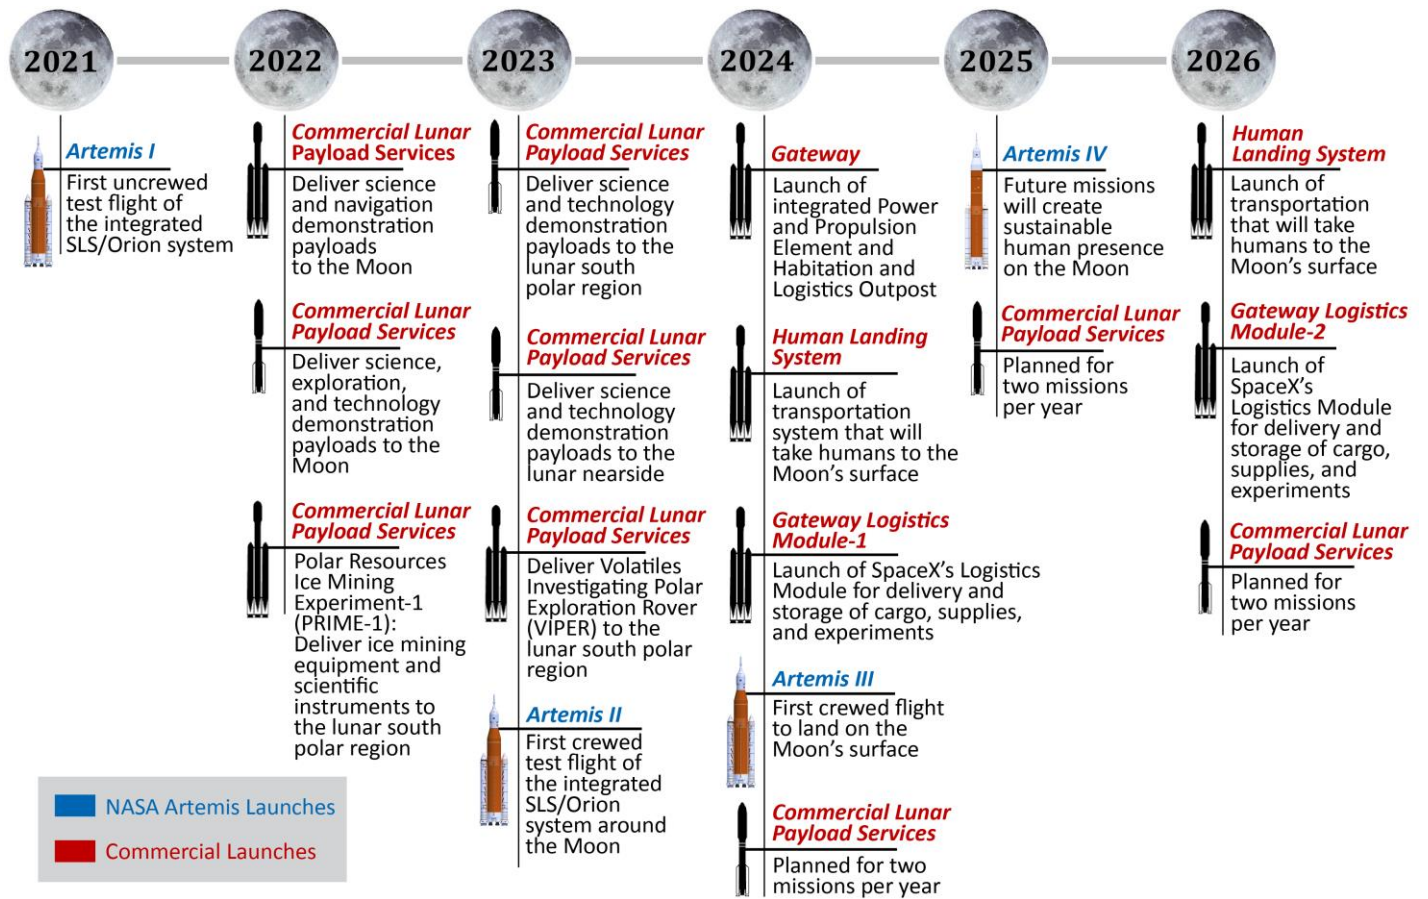 2021
2022
2023
2024
2025
2026
Artemis I
First uncrewed
test flight of
the integrated
SLS/Orion system
Commercial Lunar
Payload Services
Deliver science
and navigation
demonstration
payloads
to the Moon
Commercial Lunar
Payload Services
Deliver science,
exploration,
and technology
demonstration
payloads to the
Moon
Commercial Lunar
Payload Services
Polar Resources
Ice Mining
Experiment-1
(PRIME-1):
Deliver ice mining
equipment and
scientific
instruments to
the lunar south
polar region
Commercial Lunar
Payload Services
Deliver science
and technology
demonstration
payloads to the
lunar south
polar region
Commercial Lunar
Payload Services
Deliver science
and technology
demonstration
payloads to the
lunar nearside
Commercial Lunar
Payload Services
Deliver Volatiles
Investigating Polar
Exploration Rover
(VIPER) to the
lunar south polar
region
Artemis II
First crewed
test flight of
the integrated
SLS/Orion
system around
the Moon
Gateway
Launch of
integrated Power
and Propulsion
Element and
Habitation and
Logistics Outpost
Human Landing
System
Launch of
transportation
system that will
take humans to the
Moon's surface
Gateway Logistics
Module-1
Launch of SpaceX's Logistics
Module for delivery and
storage of cargo, supplies,
and experiments
Artemis III
First crewed flight
to land on the
Moon's surface
Commercial Lunar
Payload Services
Planned for two
missions per year
Artemis IV
Future missions
will create
sustainable
human presence
on the Moon
Commercial Lunar
Payload Services
Planned for
two missions
per year
Human
Landing System
Launch of
transportation
that will take
humans to the
Moon's surface
Gateway Logistics
Module-2
Launch of
SpaceX's
Logistics Module
for delivery and
storage of cargo,
supplies, and
experiments
Commercial Lunar
Payload Services
Planned for
two missions
per year
NASA Artemis Launches
Commercial Launches